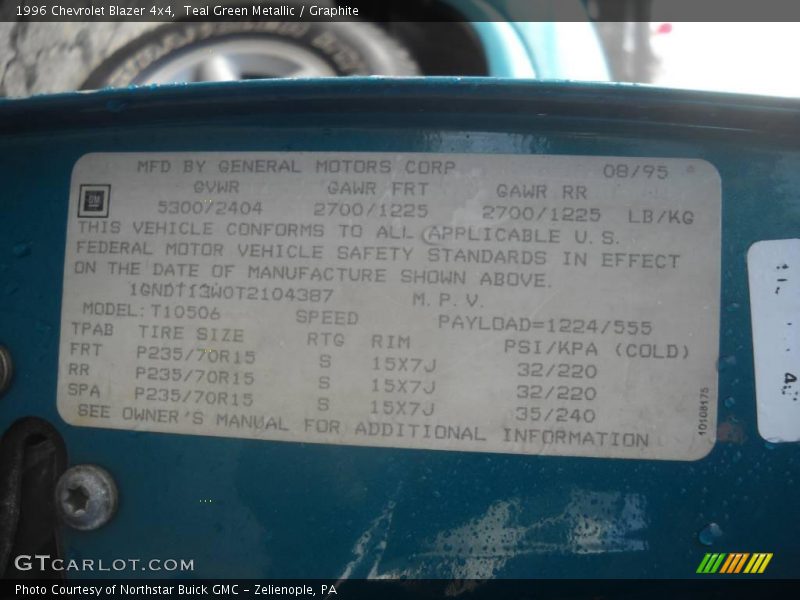 1996 Chevrolet Blazer 4x4, Teal Green Metallic / Graphite
MFD BY GENERAL MOTORS CORP 08/95
GVWR GAWR FRT GAWR RR
GM
5300/2404 2700/1225 2700/1225 LB/KG
THIS VEHICLE CONFORMS TO ALL APPLICABLE U.S.
FEDERAL MOTOR VEHICLE SAFETY STANDARDS IN EFFECT
ON THE DATE OF MANUFACTURE SHOWN ABOVE.
1GNDT13W0T2104387 M.P.V.
MODEL: T10506 SPEED PAYLOAD=1224/555
TPAB TIRE SIZE RTG RIM PSI/KPA (COLD)
FRT P235/70R15 S 15X7J 32/220
RR P235/70R15 S 15X7J 32/220
SPA P235/70R15 S 15X7J 35/240
SEE OWNER'S MANUAL FOR ADDITIONAL INFORMATION
10108175
GTCARLOT.COM
Photo Courtesy of Northstar Buick GMC - Zelienople, PA